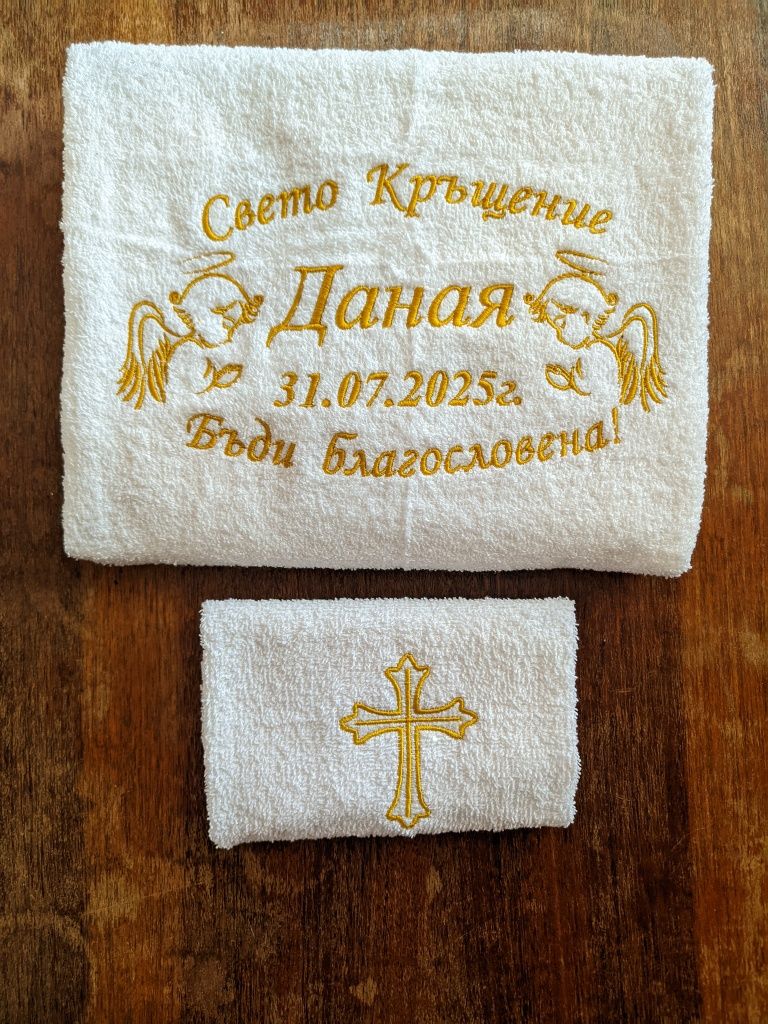 Свето Кръщение
Даная
31.07.2025г.
Бъди благословена!